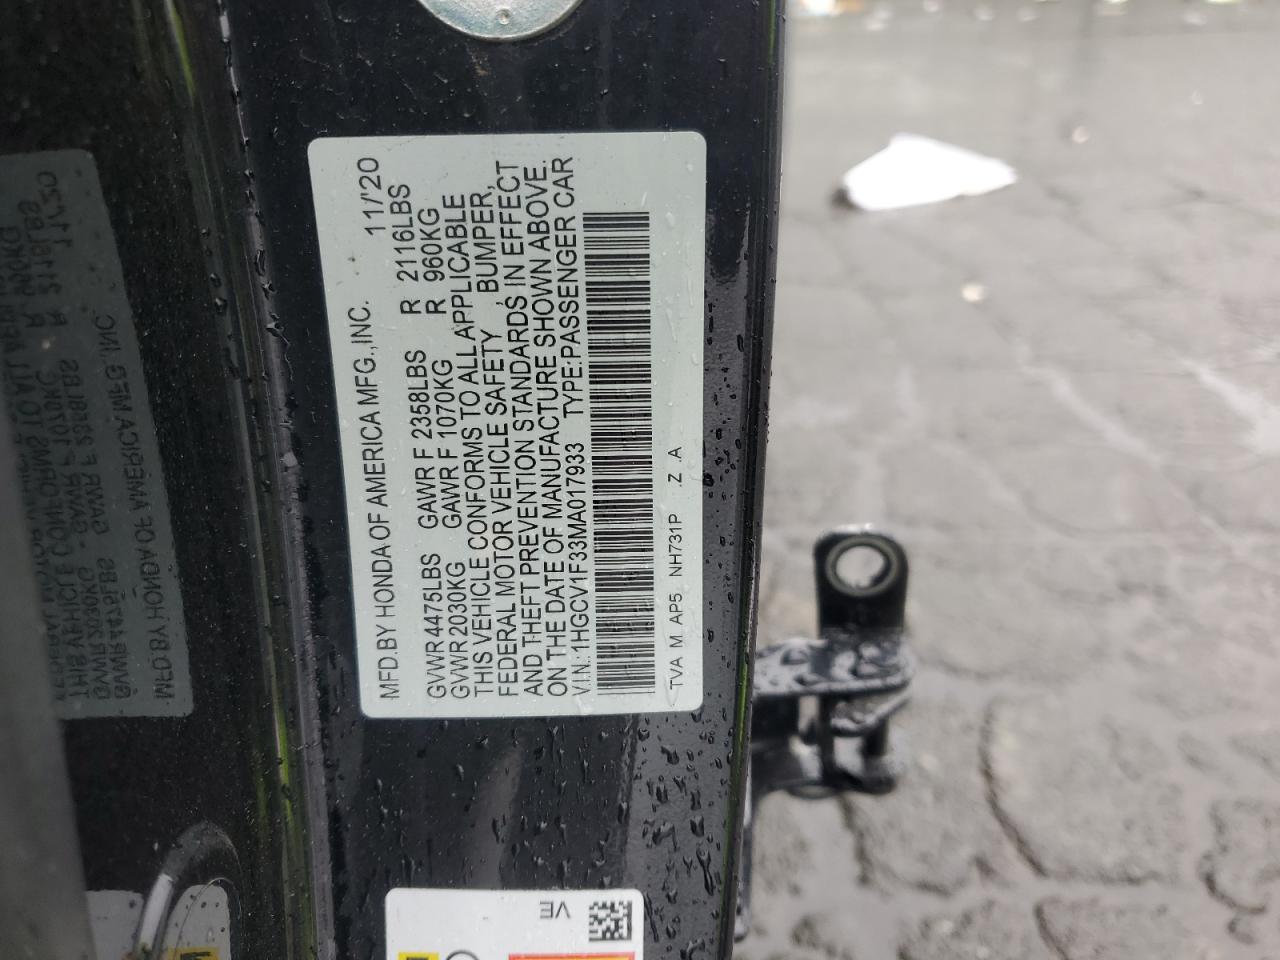 MFD.BY HONDA OF AMERICA MFG.,INC. 11/'20
GVWR 4475LBS GAWR F 2358LBS R 2116LBS
GVWR 2030KG GAWR F 1070KG R 960KG
THIS VEHICLE CONFORMS TO ALL APPLICABLE
FEDERAL MOTOR VEHICLE SAFETY , BUMPER,
AND THEFT PREVENTION STANDARDS IN EFFECT
ON THE DATE OF MANUFACTURE SHOWN ABOVE.
V.I.N.:1HGCV1F33MA017933 TYPE:PASSENGER CAR
TVA M AP5 NH731P .Z .A
VE